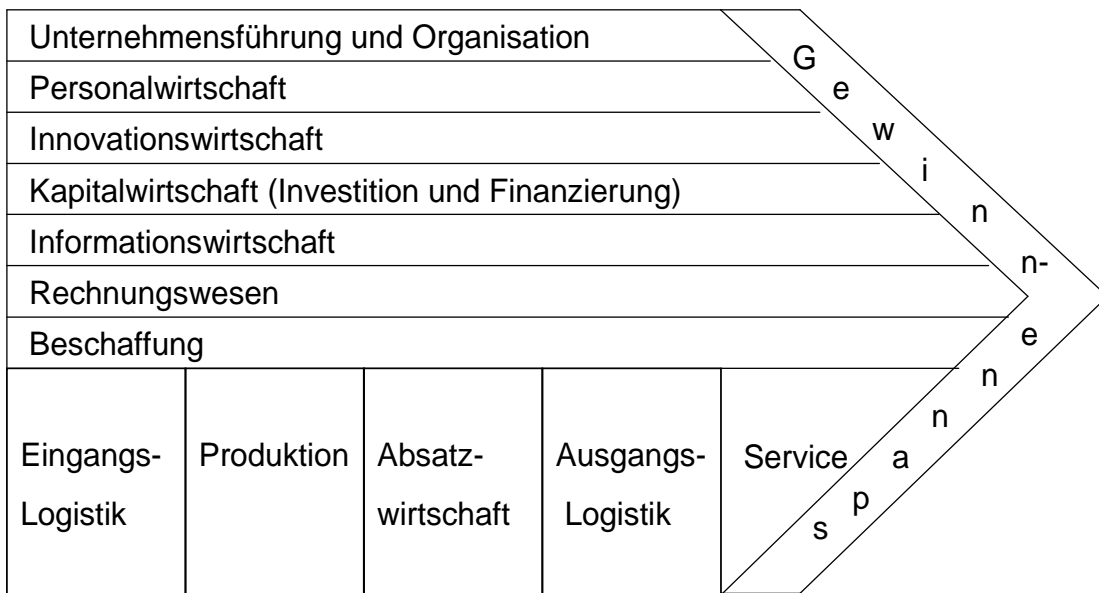 Unternehmensführung und Organisation
Personalwirtschaft
Innovationswirtschaft
Kapitalwirtschaft (Investition und Finanzierung)
Informationswirtschaft
Rechnungswesen
Beschaffung
Eingangs-
Logistik
Produktion
Absatz-
wirtschaft
Ausgangs-
Logistik
Service
Gewinn-
spannne